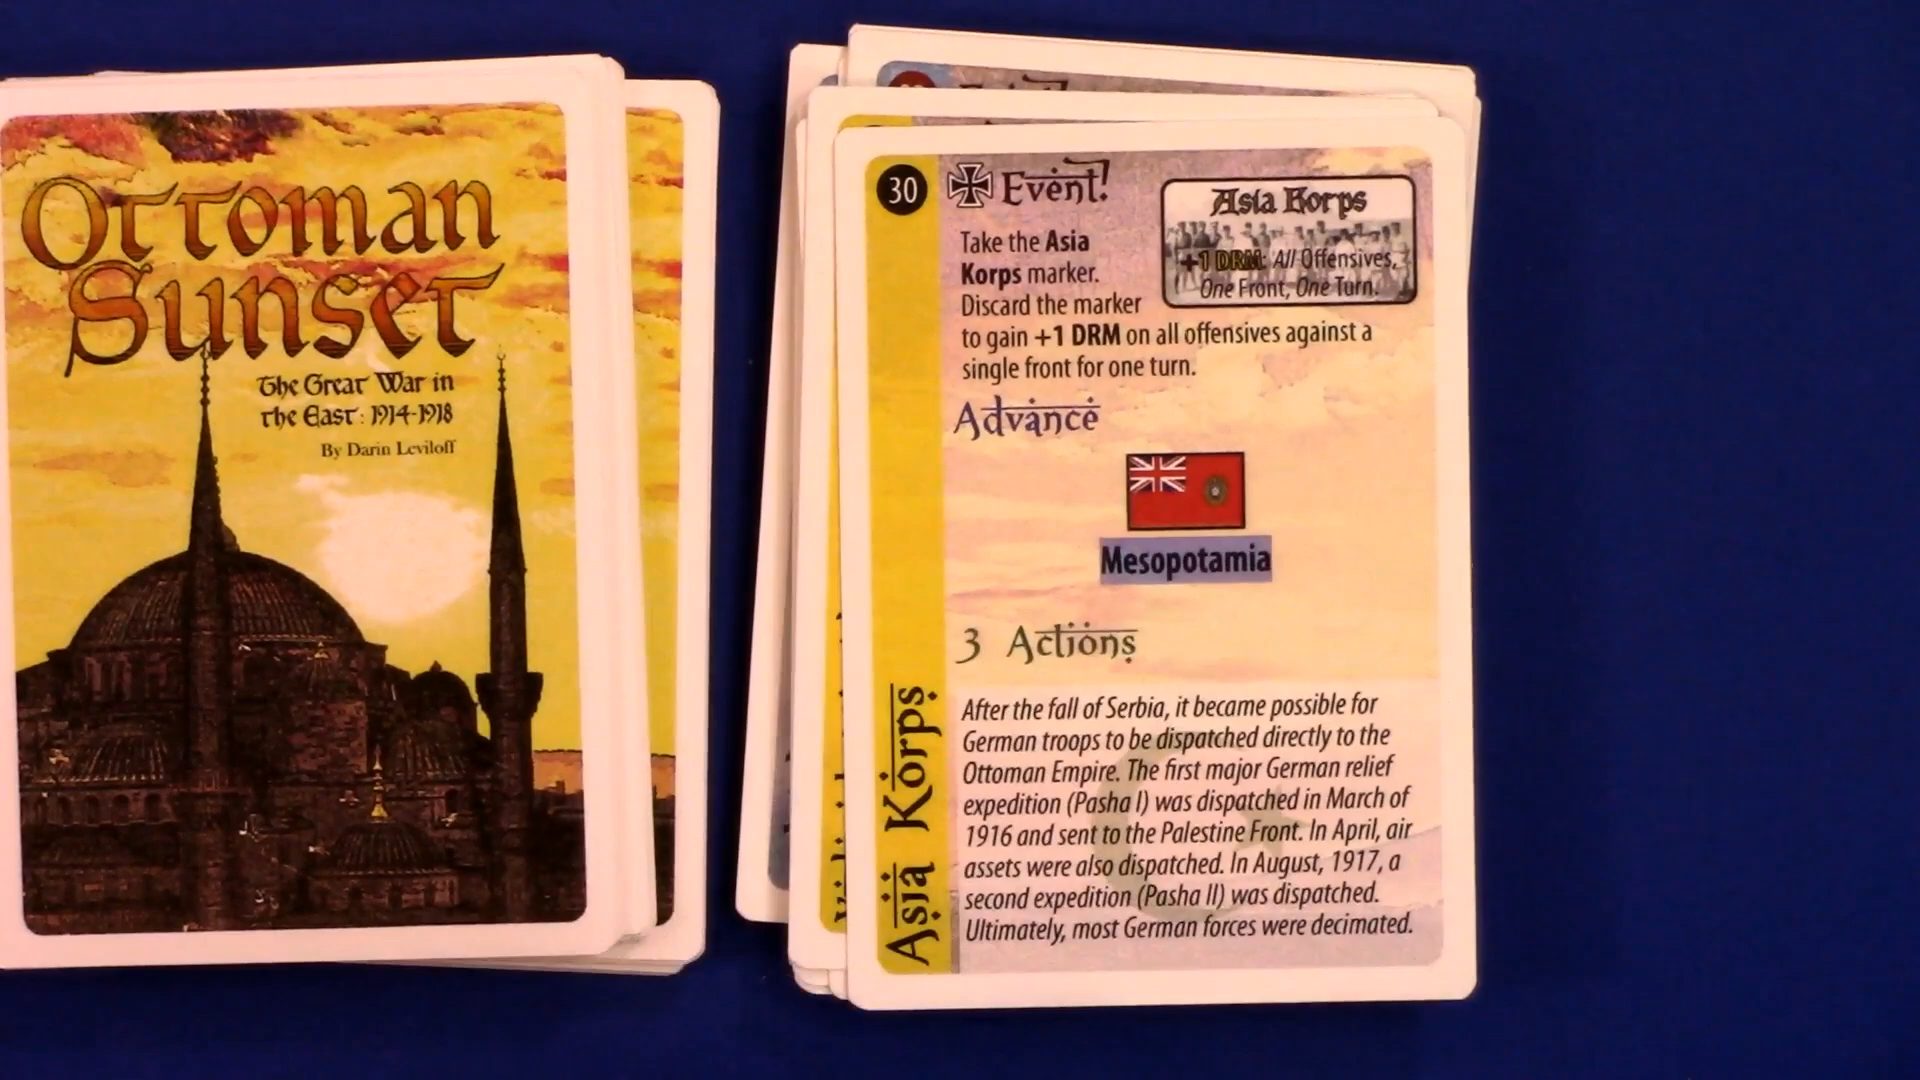 Ottoman
Sunset
The Great War in
the East: 1914-1918
By Darin Leviloff
30
Event!
Asia Korps
+1 DRM: All Offensives,
One Front, One Turn.
Take the Asia
Korps marker.
Discard the marker
to gain +1 DRM on all offensives against a
single front for one turn.
Advance
Mesopotamia
3 Actions
Asia Korps
After the fall of Serbia, it became possible for
German troops to be dispatched directly to the
Ottoman Empire. The first major German relief
expedition (Pasha I) was dispatched in March of
1916 and sent to the Palestine Front. In April, air
assets were also dispatched. In August, 1917, a
second expedition (Pasha II) was dispatched.
Ultimately, most German forces were decimated.